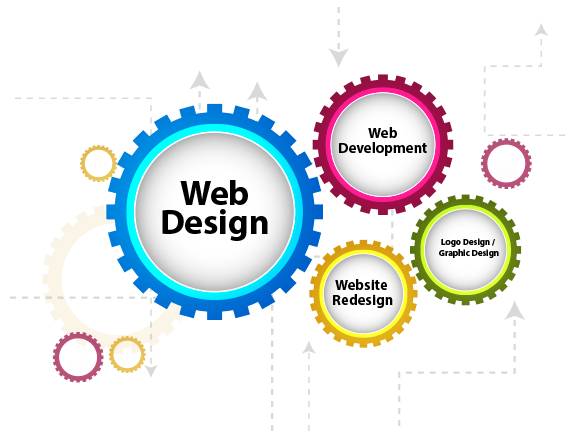 Web
Design
Web
Development
Website
Redesign
Logo Design /
Graphic Design